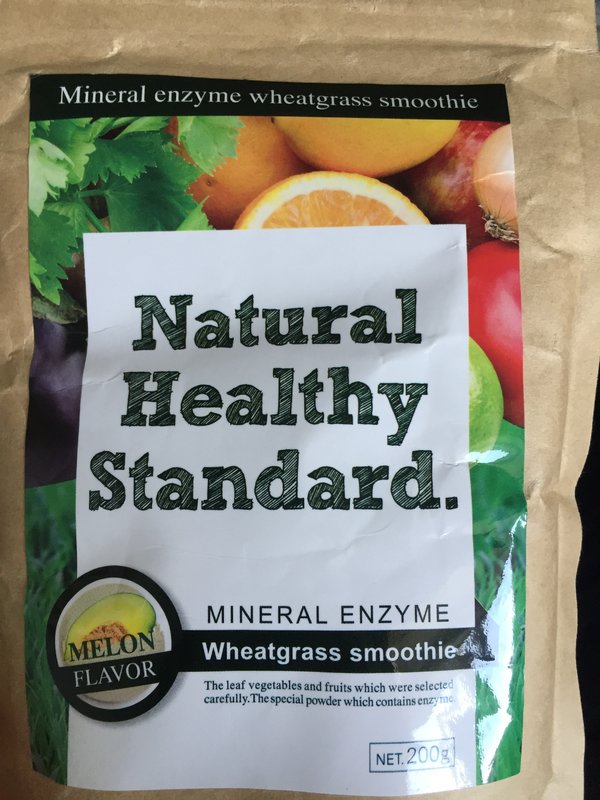 Mineral enzyme wheatgrass smoothie
Natural
Healthy
Standard.
MINERAL ENZYME
Wheatgrass smoothie
MELON
FLAVOR
The leaf vegetables and fruits which were selected
carefully.The special powder which contains enzyme.
NET.200g